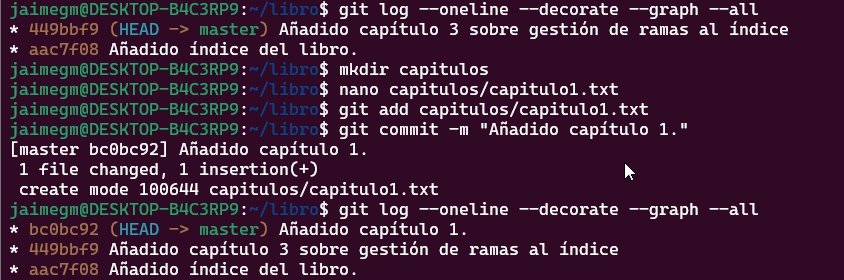 jaimegm@DESKTOP-B4C3RP9:~/libro$ git log --oneline --decorate --graph --all
* 449bbf9 (HEAD -> master) Añadido capítulo 3 sobre gestión de ramas al índice
* aac7f08 Añadido índice del libro.
jaimegm@DESKTOP-B4C3RP9:~/libro$ mkdir capitulos
jaimegm@DESKTOP-B4C3RP9:~/libro$ nano capitulos/capitulo1.txt
jaimegm@DESKTOP-B4C3RP9:~/libro$ git add capitulos/capitulo1.txt
jaimegm@DESKTOP-B4C3RP9:~/libro$ git commit -m "Añadido capítulo 1."
[master bc0bc92] Añadido capítulo 1.
 1 file changed, 1 insertion(+)
 create mode 100644 capitulos/capitulo1.txt
jaimegm@DESKTOP-B4C3RP9:~/libro$ git log --oneline --decorate --graph --all
* bc0bc92 (HEAD -> master) Añadido capítulo 1.
* 449bbf9 Añadido capítulo 3 sobre gestión de ramas al índice
* aac7f08 Añadido índice del libro.